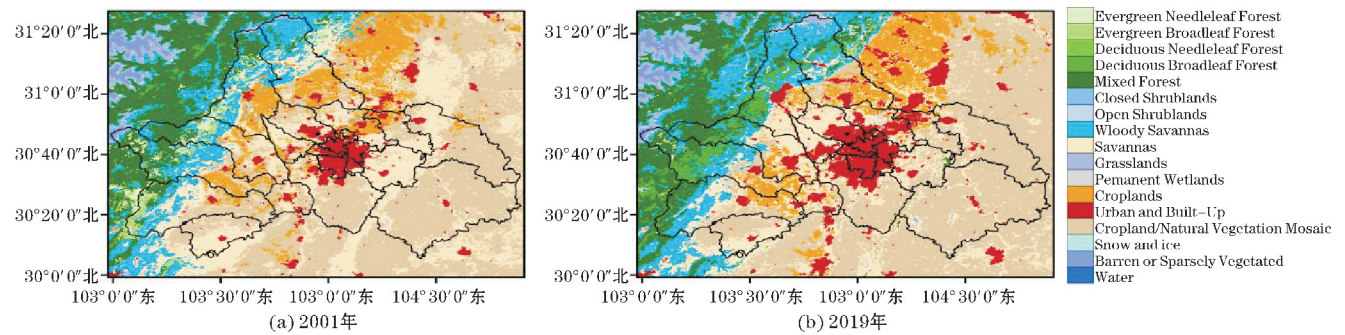 31°20′0″北
31°0′0″北
30°40′0″北
30°20′0″北
30°0′0″北
103°0′0″东
103°30′0″东
103°0′0″东
104°30′0″东
(a) 2001年
31°20′0″北
31°0′0″北
30°40′0″北
30°20′0″北
30°0′0″北
103°0′0″东
103°30′0″东
103°0′0″东
104°30′0″东
(b) 2019年
Evergreen Needleleaf Forest
Evergreen Broadleaf Forest
Deciduous Needleleaf Forest
Deciduous Broadleaf Forest
Mixed Forest
Closed Shrublands
Open Shrublands
Wloody Savannas
Savannas
Grasslands
Pemanent Wetlands
Croplands
Urban and Built-Up
Cropland/Natural Vegetation Mosaic
Snow and ice
Barren or Sparsely Vegetated
Water